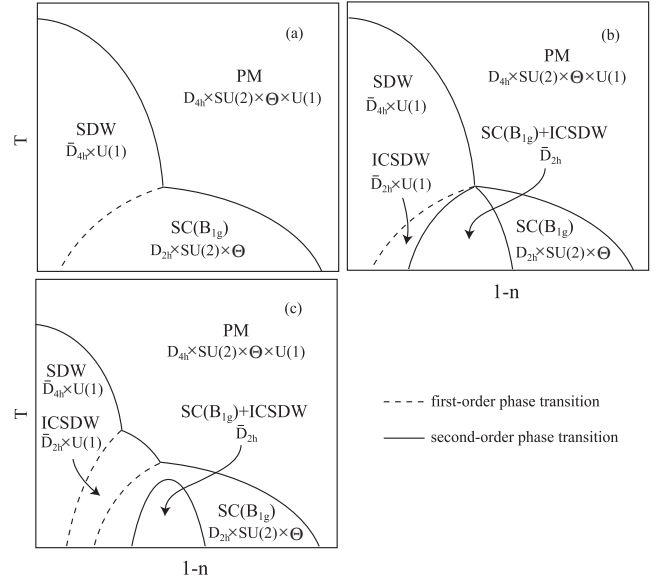 (a)
PM
D4h×SU(2)×Θ×U(1)
SDW
D̄4h×U(1)
SC(B1g)
D2h×SU(2)×Θ
T
(b)
PM
D4h×SU(2)×Θ×U(1)
SDW
D̄4h×U(1)
SC(B1g)+ICSDW
D̄2h
ICSDW
D̄2h×U(1)
SC(B1g)
D2h×SU(2)×Θ
1-n
(c)
PM
D4h×SU(2)×Θ×U(1)
SDW
D̄4h×U(1)
ICSDW
D̄2h×U(1)
SC(B1g)+ICSDW
D̄2h
SC(B1g)
D2h×SU(2)×Θ
T
1-n
first-order phase transition
second-order phase transition